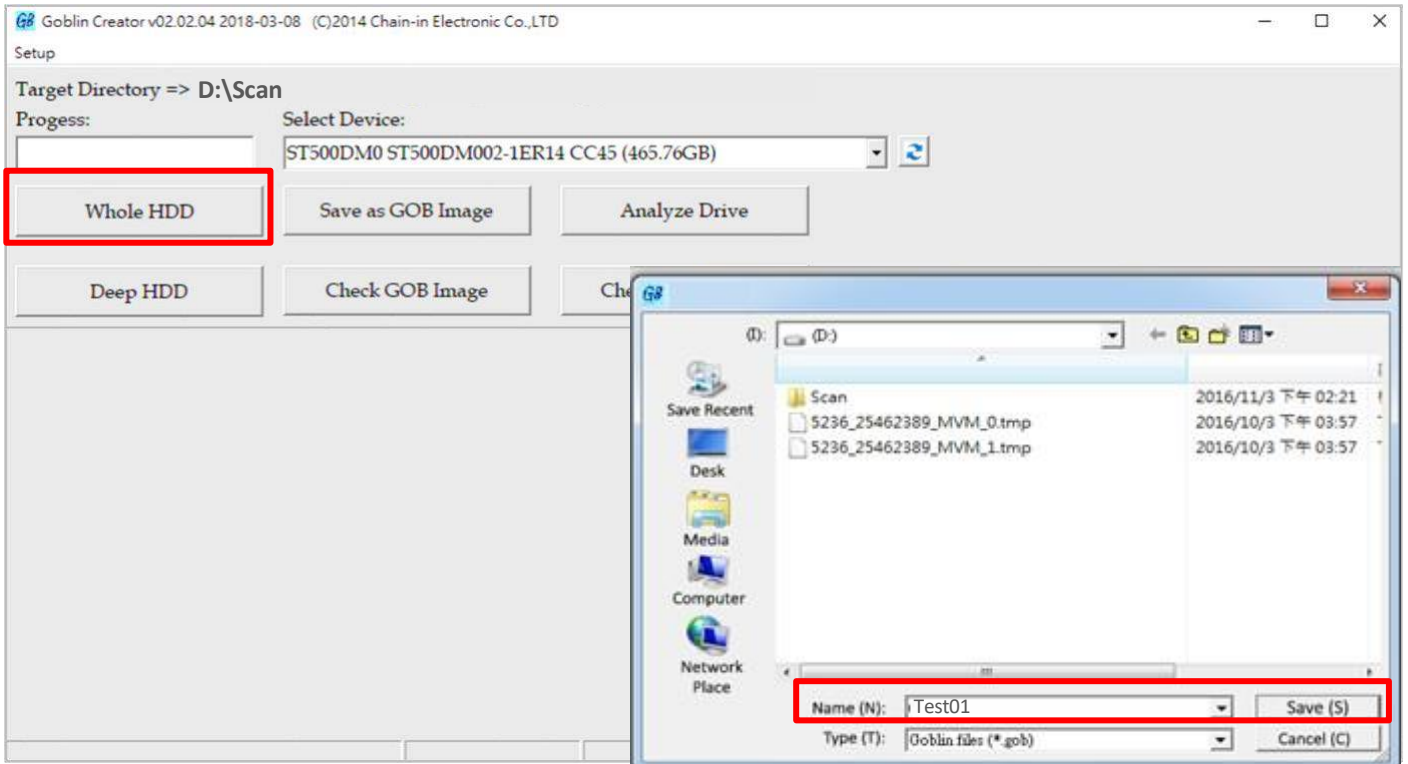 GB Goblin Creator v02.02.04 2018-03-08 (C)2014 Chain-in Electronic Co.,LTD
Setup
Target Directory => D:\Scan
Progess:
Select Device:
ST500DM0 ST500DM002-1ER14 CC45 (465.76GB)
Whole HDD
Save as GOB Image
Analyze Drive
Deep HDD
Check GOB Image
GB
(I):
(D:)
Save Recent
Desk
Media
Computer
Network
Place
Scan
2016/11/3 下午 02:21
5236_25462389_MVM_0.tmp
2016/10/3 下午 03:57
5236_25462389_MVM_1.tmp
2016/10/3 下午 03:57
Name (N):
Test01
Save (S)
Type (T):
Goblin files (*.gob)
Cancel (C)